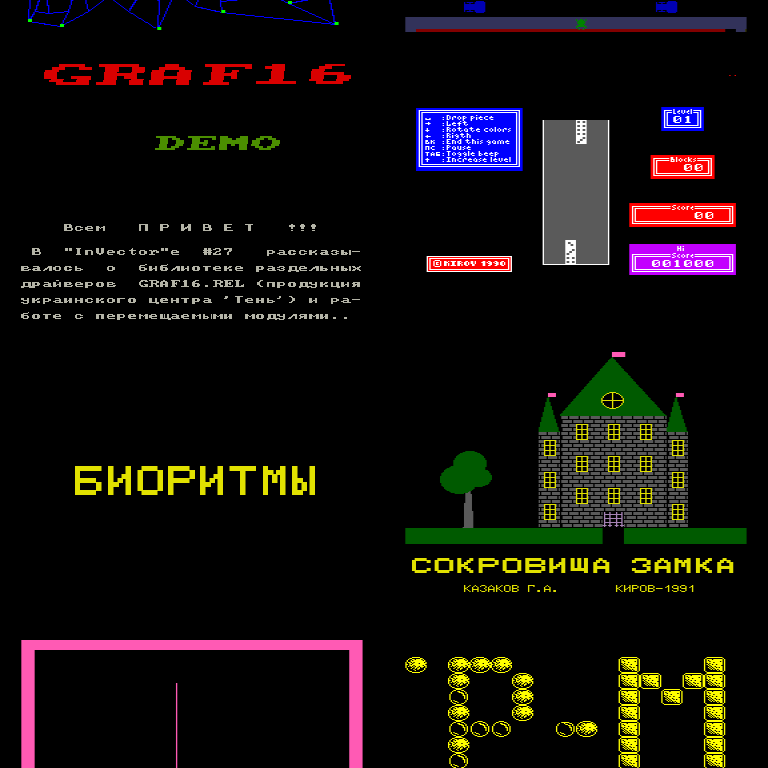 GRAF16
DEMO
Всем П Р И В Е Т !!!
В "InVector"е #27 рассказы-
валось о библиотеке раздельных
драйверов GRAF16.REL (продукция
украинского центра 'Тень') и ра-
боте с перемещаемыми модулями..
:Drop piece
:Left
:Rotate colors
:Rigth
:End this game
:Pause
TAB:Toggle beep
:Increase level
© KIROV 1990
Level
01
Blocks
00
Score
00
Hi
Score
001000
БИОРИТМЫ
СОКРОВИЩА ЗАМКА
КАЗАКОВ Г.А. КИРОВ-1991